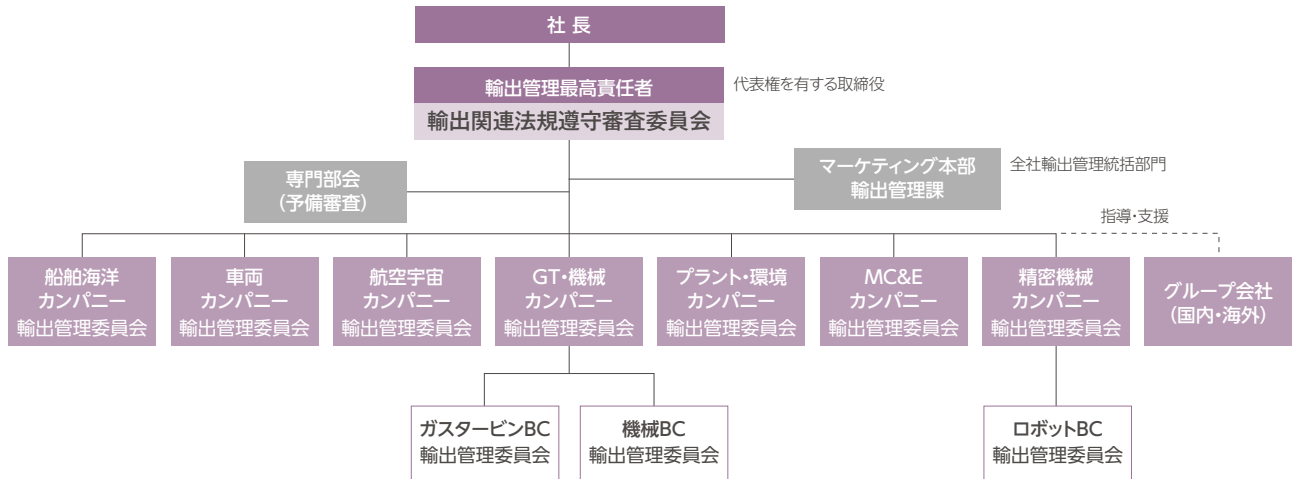 社 長
輸出管理最高責任者
代表権を有する取締役
輸出関連法規遵守審査委員会
専門部会
(予備審査)
マーケティング本部
輸出管理課
全社輸出管理統括部門
指導・支援
船舶海洋
カンパニー
輸出管理委員会
車両
カンパニー
輸出管理委員会
航空宇宙
カンパニー
輸出管理委員会
GT・機械
カンパニー
輸出管理委員会
プラント・環境
カンパニー
輸出管理委員会
MC&E
カンパニー
輸出管理委員会
精密機械
カンパニー
輸出管理委員会
グループ会社
(国内・海外)
ガスタービンBC
輸出管理委員会
機械BC
輸出管理委員会
ロボットBC
輸出管理委員会